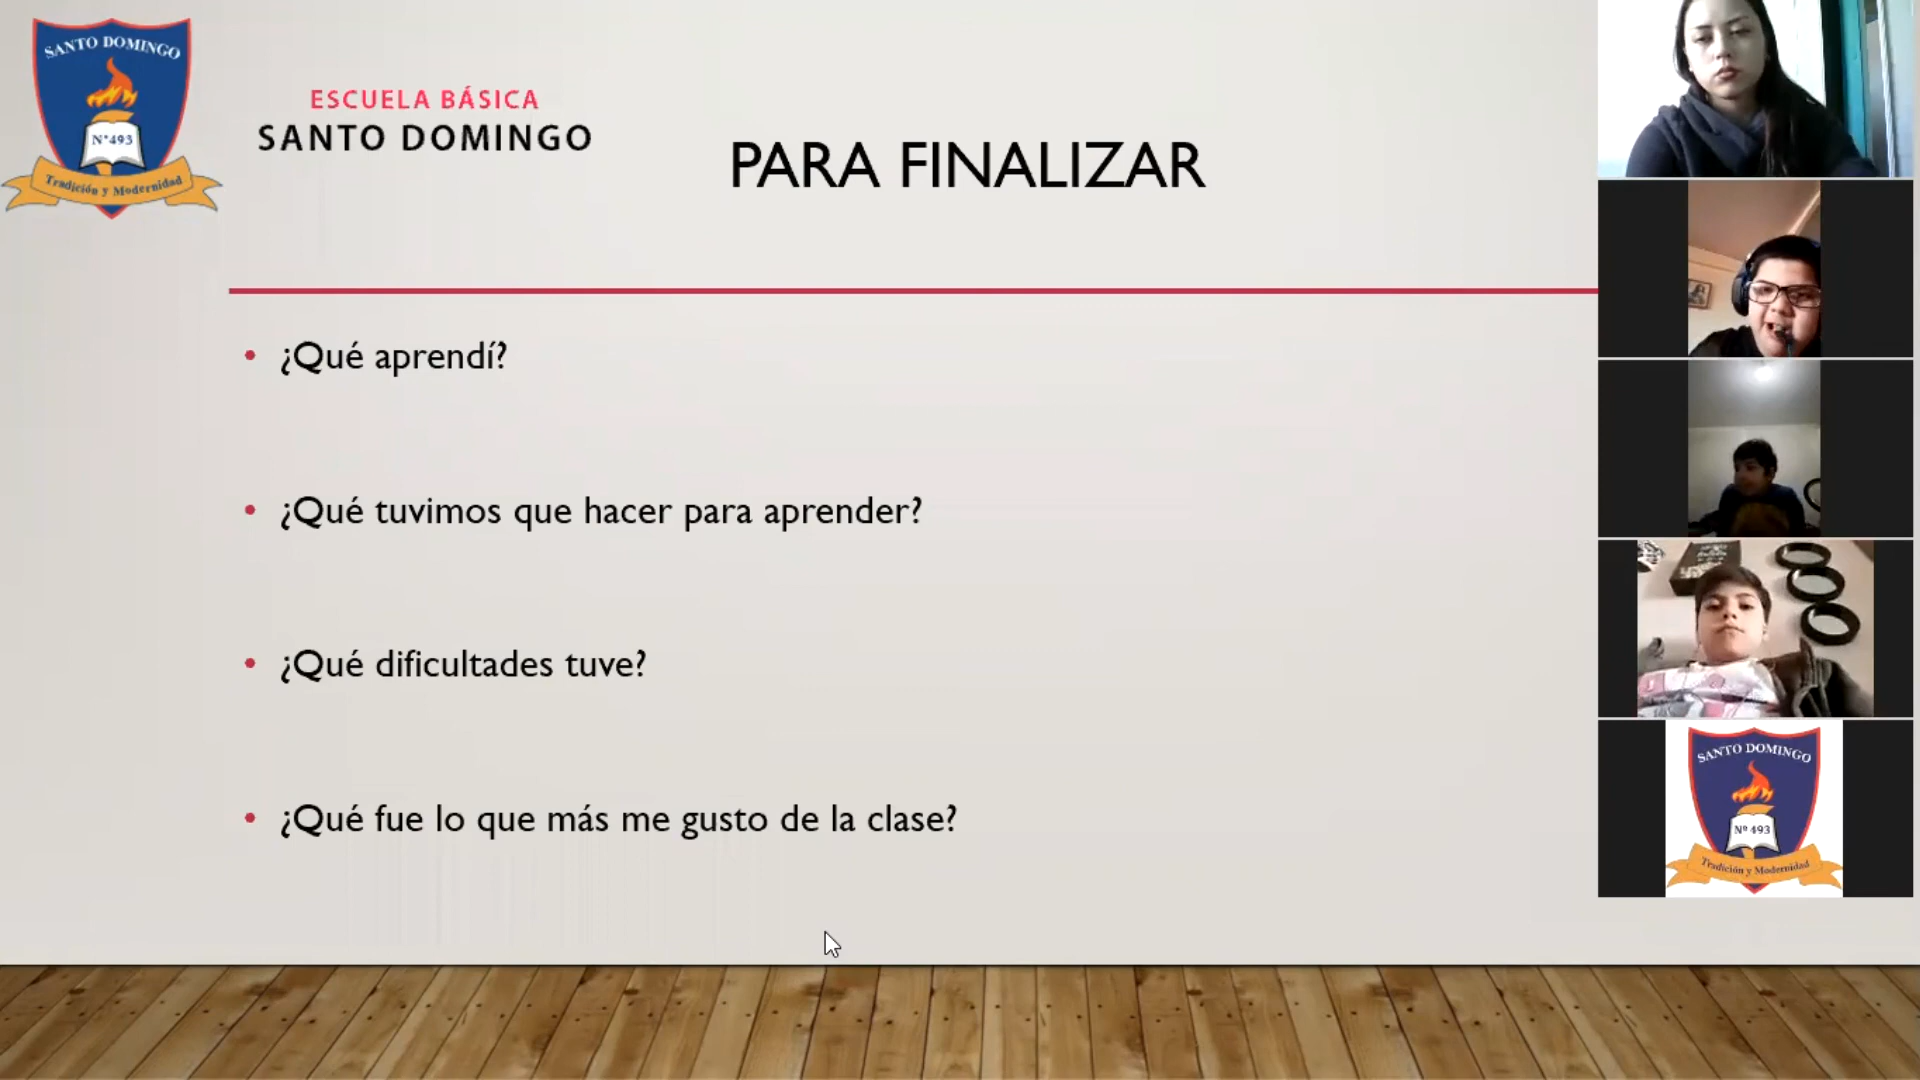 SANTO DOMINGO
N°493
Tradición y Modernidad
ESCUELA BÁSICA
SANTO DOMINGO
PARA FINALIZAR
• ¿Qué aprendí?
• ¿Qué tuvimos que hacer para aprender?
• ¿Qué dificultades tuve?
• ¿Qué fue lo que más me gusto de la clase?
SANTO DOMINGO
Nº 493
Tradición y Modernidad